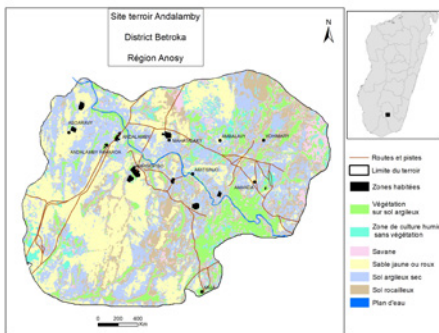 Site terroir Andalamby
District Betroka
Région Anosy
N
ANDALAMBY
Routes et pistes
Limite du terroir
Zones habitées
Végétation
sur sol argileux
Zone de culture humi
sans végétation
Savane
Sable jaune ou roux
Sol argileux sec
Sol rocailleux
Plan d'eau
0 200 400
Km